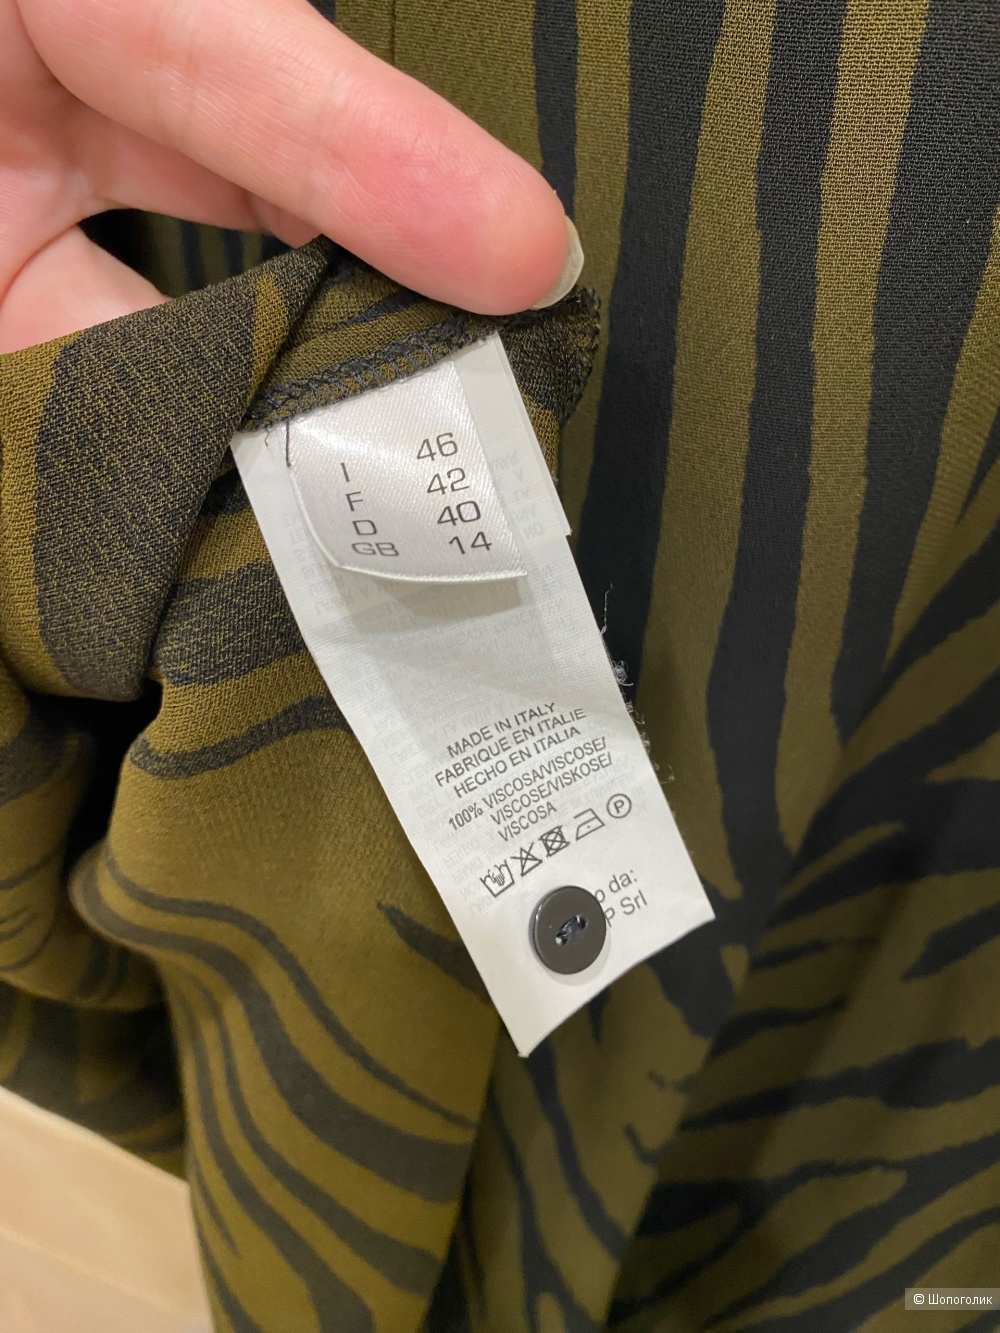 I 46
F 42
D 40
GB 14
MADE IN ITALY
FABRIQUE EN ITALIE
HECHO EN ITALIA
100% VISCOSA/VISCOSE/
VISCOSE/VISKOSE/
VISCOSA
P
da:
Srl
© Шопоголик